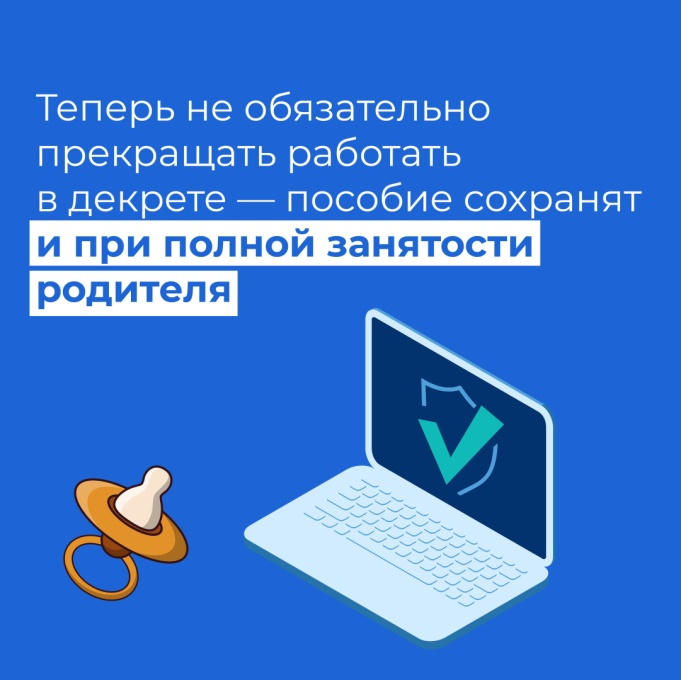 Теперь не обязательно
прекращать работать
в декрете — пособие сохранят
и при полной занятости
родителя